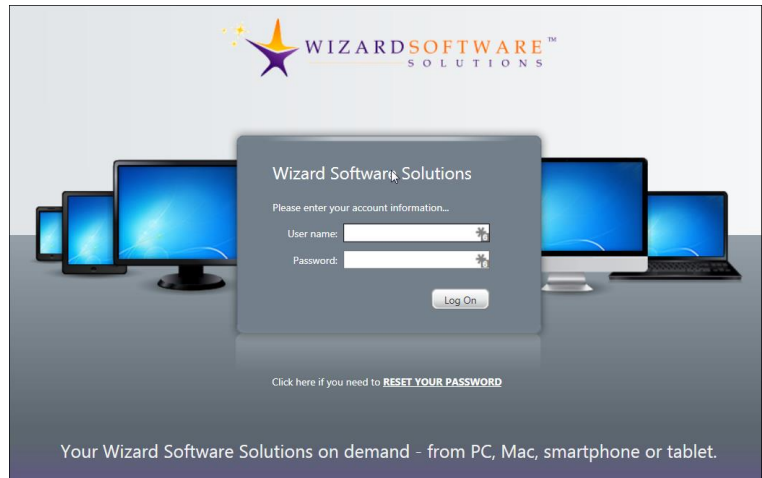 WIZARDSOFTWARE™
SOLUTIONS
Wizard Software Solutions
Please enter your account information...
User name:
Password:
Log On
Click here if you need to RESET YOUR PASSWORD
Your Wizard Software Solutions on demand - from PC, Mac, smartphone or tablet.